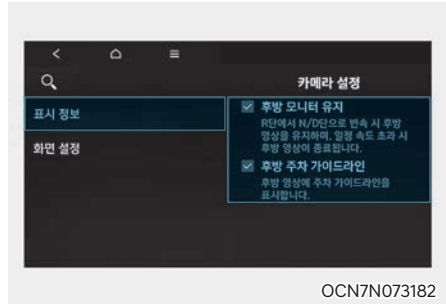 카메라 설정
표시 정보
화면 설정
후방 모니터 유지
R단에서 N/D단으로 변속 시 후방
영상을 유지하며, 일정 속도 초과 시
후방 영상이 종료됩니다.
후방 주차 가이드라인
후방 영상에 주차 가이드라인을
표시합니다.
OCN7N073182